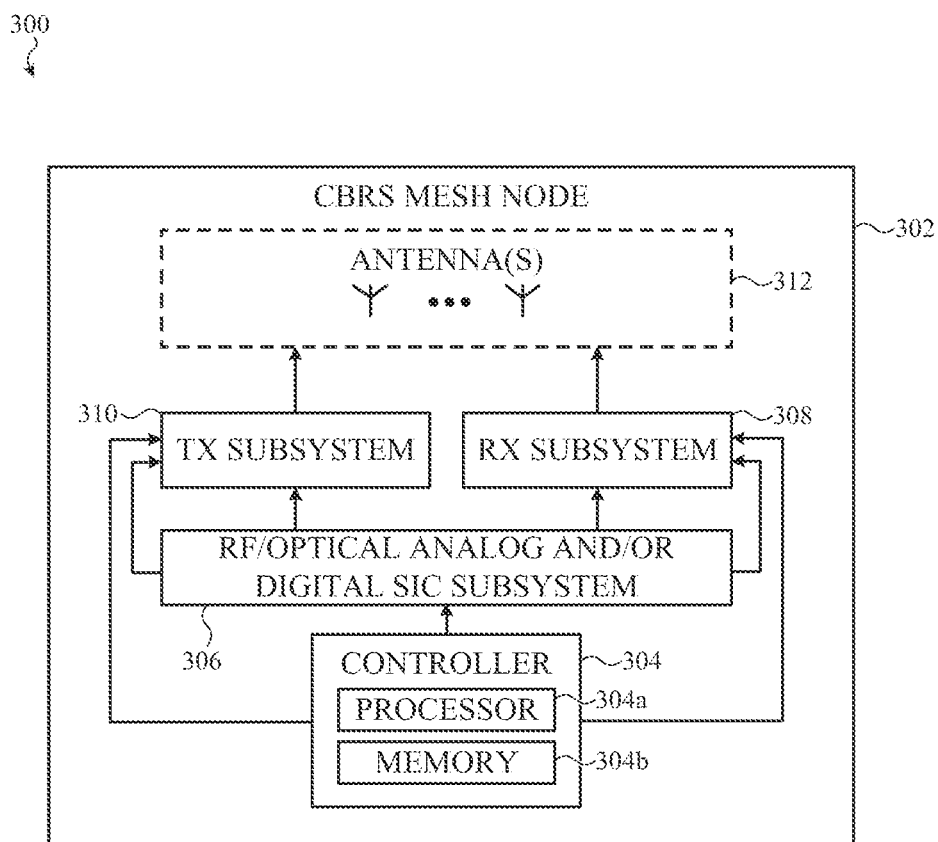 300
CBRS MESH NODE
302
ANTENNA(S)
312
310
308
TX SUBSYSTEM
RX SUBSYSTEM
RF/OPTICAL ANALOG AND/OR
DIGITAL SIC SUBSYSTEM
306
CONTROLLER
304
PROCESSOR
304a
MEMORY
304b